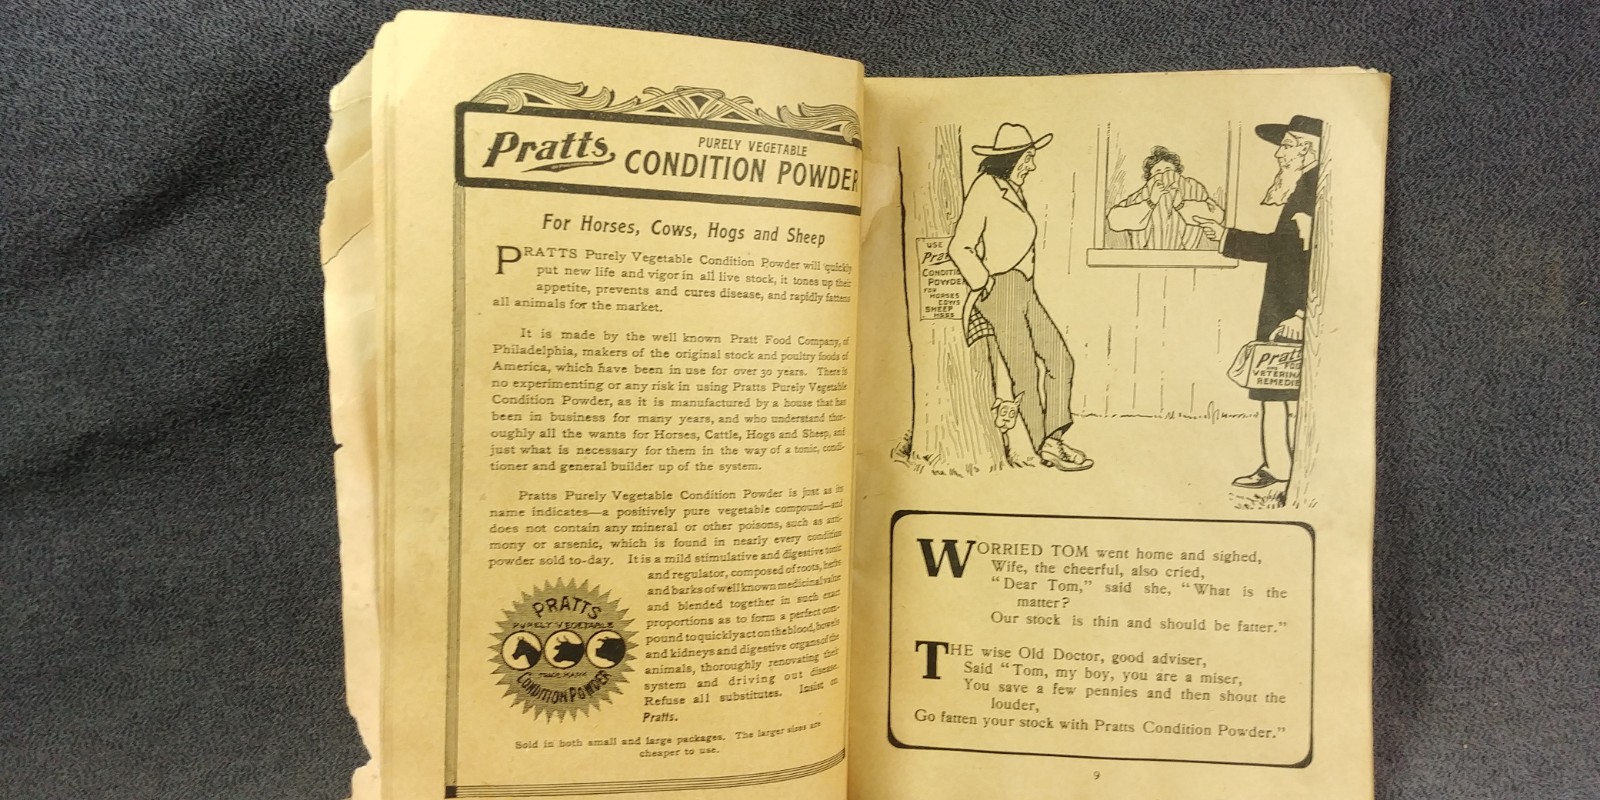 Pratts
PURELY VEGETABLE
CONDITION POWDER
For Horses, Cows, Hogs and Sheep
PRATTS Purely Vegetable Condition Powder will quickly
put new life and vigor in all live stock, it tones up their
appetite, prevents and cures disease, and rapidly fattens
all animals for the market.
It is made by the well known Pratt Food Company, of
Philadelphia, makers of the original stock and poultry foods of
America, which have been in use for over 30 years. There is
no experimenting or any risk in using Pratts Purely Vegetable
Condition Powder, as it is manufactured by a house that has
been in business for many years, and who understand thor-
oughly all the wants for Horses, Cattle, Hogs and Sheep, and
just what is necessary for them in the way of a tonic, condi-
tioner and general builder up of the system.
Pratts Purely Vegetable Condition Powder is just as its
name indicates—a positively pure vegetable compound—and
does not contain any mineral or other poisons, such as anti-
mony or arsenic, which is found in nearly every condition
powder sold to-day. It is a mild stimulative and digestive tonic
and regulator, composed of roots, herbs
and barks of well known medicinal value
and blended together in such exact
proportions as to form a perfect com-
pound to quickly act on the blood, bowels
and kidneys and digestive organs of the
animals, thoroughly renovating their
system and driving out disease.
Refuse all substitutes. Insist on
Pratts.
PRATTS
PURELY VEGETABLE
TRADE MARK
CONDITION POWDER
Sold in both small and large packages. The larger sizes are
cheaper to use.
USE
Pratts
CONDITION
POWDER
FOR
HORSES
COWS
SHEEP
HOGS
Pratts
FOOD
VETERINARY
REMEDIES
WORRIED TOM went home and sighed,
Wife, the cheerful, also cried,
"Dear Tom," said she, "What is the
matter?
Our stock is thin and should be fatter."
THE wise Old Doctor, good adviser,
Said "Tom, my boy, you are a miser,
You save a few pennies and then shout the
louder,
Go fatten your stock with Pratts Condition Powder."
9